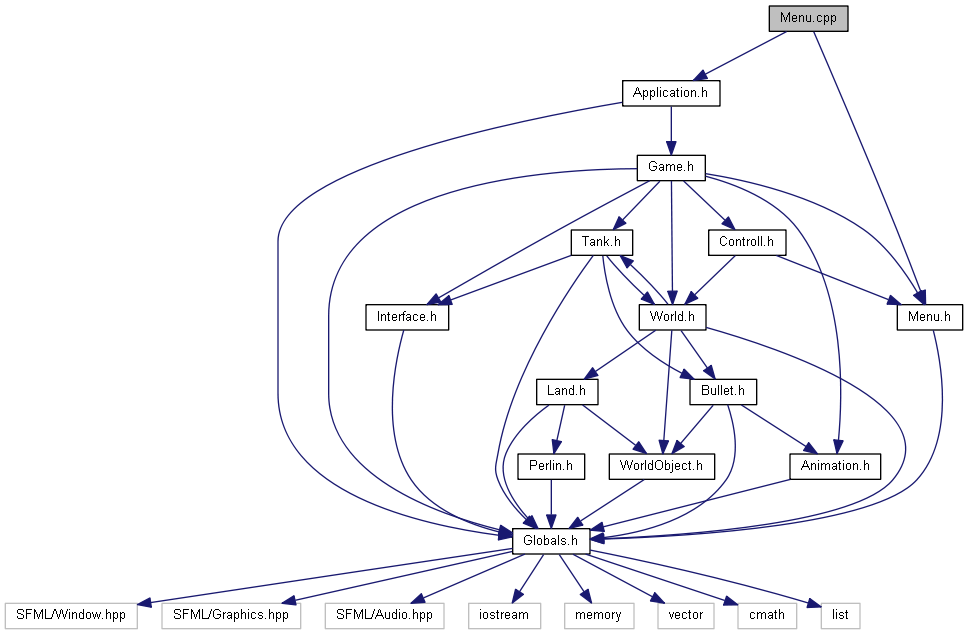 Menu.cpp
Application.h
Game.h
Tank.h
Controll.h
Interface.h
World.h
Menu.h
Land.h
Bullet.h
Perlin.h
WorldObject.h
Animation.h
Globals.h
SFML/Window.hpp
SFML/Graphics.hpp
SFML/Audio.hpp
iostream
memory
vector
cmath
list